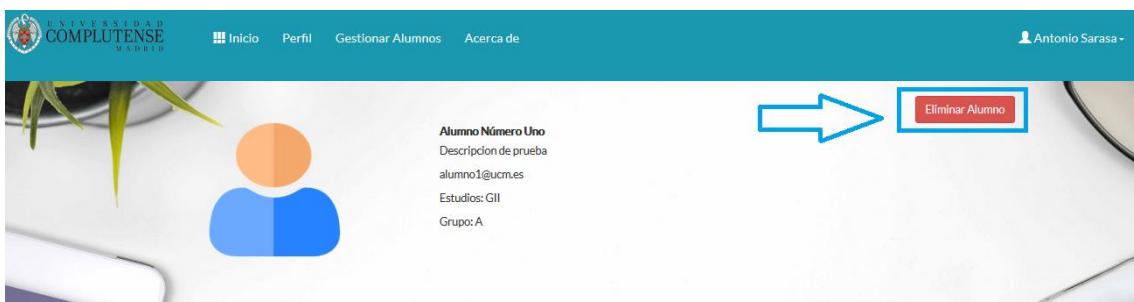 UNIVERSIDAD
COMPLUTENSE
MADRID
Inicio Perfil Gestionar Alumnos Acerca de
Antonio Sarasa
Eliminar Alumno
Alumno Número Uno
Descripcion de prueba
alumno1@ucm.es
Estudios: GII
Grupo: A